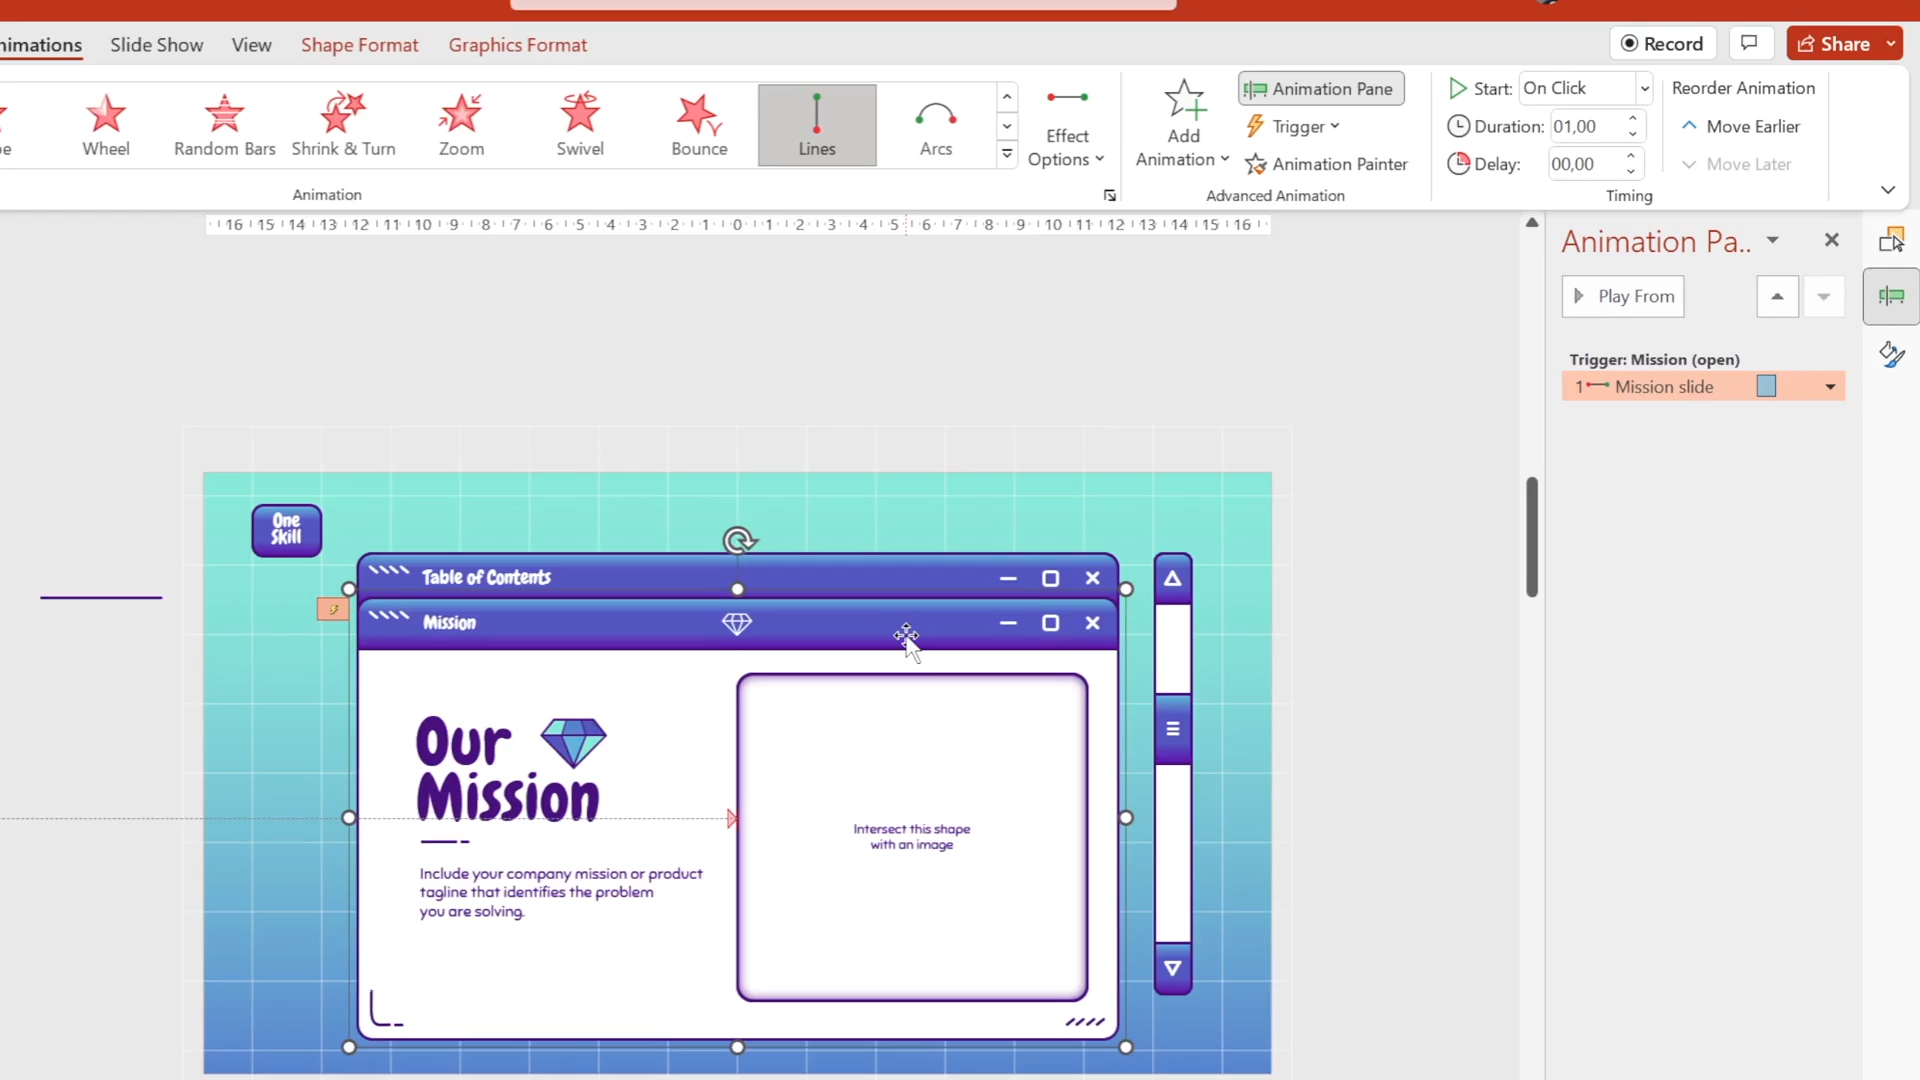 nimations Slide Show View Shape Format Graphics Format Record Share
pe Wheel Random Bars Shrink & Turn Zoom Swivel Bounce Lines Arcs
Effect
Options
Add
Animation
Animation Pane
Trigger
Animation Painter
Start: On Click
Duration: 01,00
Delay: 00,00
Reorder Animation
Move Earlier
Move Later
Animation
Advanced Animation
Timing
16 15 14 13 12 11 10 9 8 7 6 5 4 3 2 1 0 1 2 3 4 5 6 7 8 9 10 11 12 13 14 15 16
Animation Pa..
Play From
Trigger: Mission (open)
1 Mission slide
One
Skill
Table of Contents
Mission
Our
Mission
Include your company mission or product
tagline that identifies the problem
you are solving.
Intersect this shape
with an image